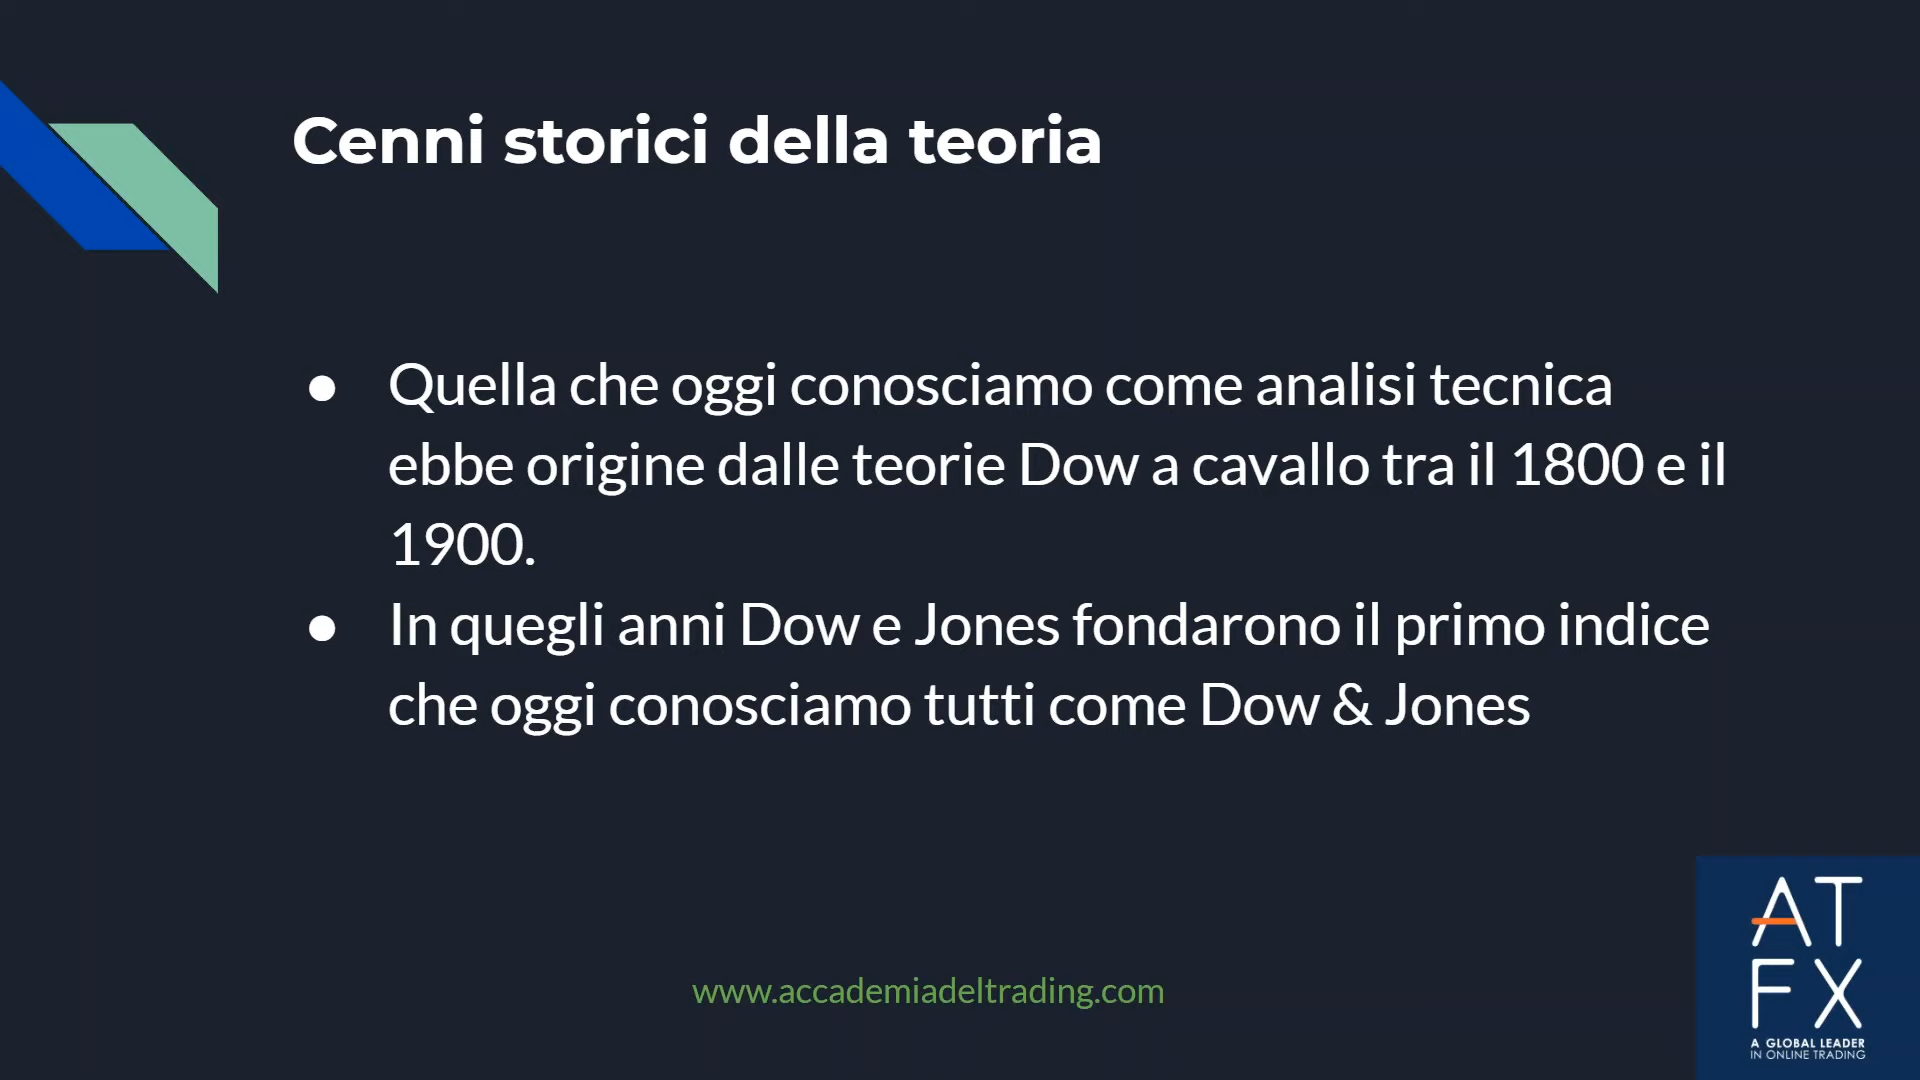 Cenni storici della teoria
● Quella che oggi conosciamo come analisi tecnica
ebbe origine dalle teorie Dow a cavallo tra il 1800 e il
1900.
● In quegli anni Dow e Jones fondarono il primo indice
che oggi conosciamo tutti come Dow & Jones
www.accademiadeltrading.com
AT
FX
A GLOBAL LEADER
IN ONLINE TRADING